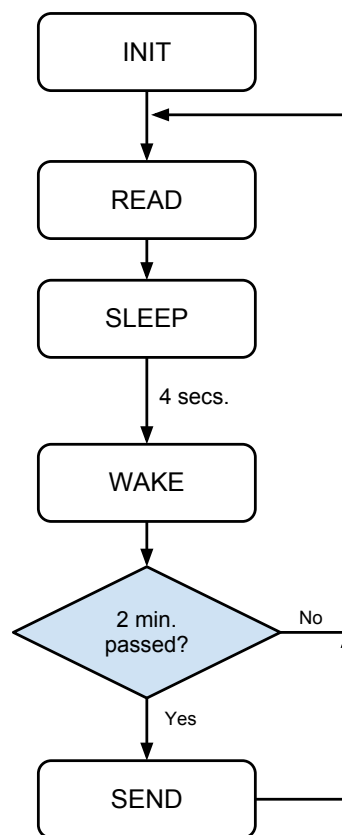 INIT
READ
SLEEP
4 secs.
WAKE
2 min.
passed?
No
Yes
SEND